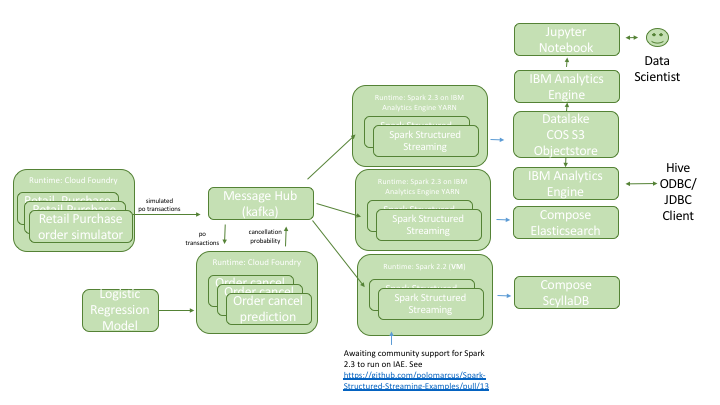 Jupyter
Notebook
Data
Scientist
IBM Analytics
Engine
Datalake
COS S3
Objectstore
IBM Analytics
Engine
Hive
ODBC/
JDBC
Client
Compose
Elasticsearch
Compose
ScyllaDB
Runtime: Spark 2.3 on IBM
Analytics Engine YARN
Spark Structured
Spark Structured
Streaming
Runtime: Spark 2.3 on IBM
Analytics Engine YARN
Spark Structured
Streaming
Runtime: Spark 2.2 (VM)
Spark Structured
Streaming
Awaiting community support for Spark
2.3 to run on IAE. See
https://github.com/polomarcus/Spark-
Structured-Streaming-Examples/pull/13
Runtime: Cloud Foundry
Retail Purchase
Retail Purchase
Retail Purchase
order simulator
simulated
po transactions
Message Hub
(kafka)
po
transactions
cancellation
probability
Runtime: Cloud Foundry
Order cancel
Order cancel
Order cancel
prediction
Logistic
Regression
Model